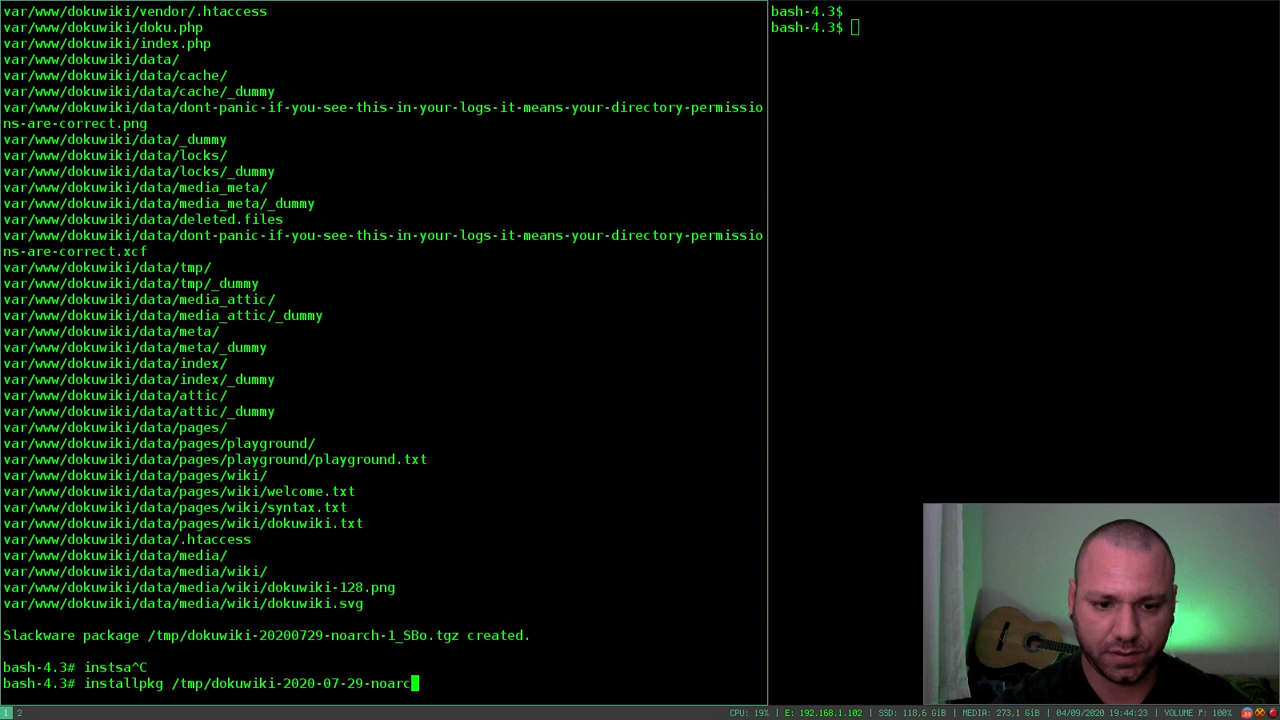 var/www/dokuwiki/vendor/.htaccess
var/www/dokuwiki/doku.php
var/www/dokuwiki/index.php
var/www/dokuwiki/data/
var/www/dokuwiki/data/cache/
var/www/dokuwiki/data/cache/_dummy
var/www/dokuwiki/data/dont-panic-if-you-see-this-in-your-logs-it-means-your-directory-permissio
ns-are-correct.png
var/www/dokuwiki/data/_dummy
var/www/dokuwiki/data/locks/
var/www/dokuwiki/data/locks/_dummy
var/www/dokuwiki/data/media_meta/
var/www/dokuwiki/data/media_meta/_dummy
var/www/dokuwiki/data/deleted.files
var/www/dokuwiki/data/dont-panic-if-you-see-this-in-your-logs-it-means-your-directory-permissio
ns-are-correct.xcf
var/www/dokuwiki/data/tmp/
var/www/dokuwiki/data/tmp/_dummy
var/www/dokuwiki/data/media_attic/
var/www/dokuwiki/data/media_attic/_dummy
var/www/dokuwiki/data/meta/
var/www/dokuwiki/data/meta/_dummy
var/www/dokuwiki/data/index/
var/www/dokuwiki/data/index/_dummy
var/www/dokuwiki/data/attic/
var/www/dokuwiki/data/attic/_dummy
var/www/dokuwiki/data/pages/
var/www/dokuwiki/data/pages/playground/
var/www/dokuwiki/data/pages/playground/playground.txt
var/www/dokuwiki/data/pages/wiki/
var/www/dokuwiki/data/pages/wiki/welcome.txt
var/www/dokuwiki/data/pages/wiki/syntax.txt
var/www/dokuwiki/data/pages/wiki/dokuwiki.txt
var/www/dokuwiki/data/.htaccess
var/www/dokuwiki/data/media/
var/www/dokuwiki/data/media/wiki/
var/www/dokuwiki/data/media/wiki/dokuwiki-128.png
var/www/dokuwiki/data/media/wiki/dokuwiki.svg
Slackware package /tmp/dokuwiki-20200729-noarch-1_SBo.tgz created.
bash-4.3# instsa^C
bash-4.3# installpkg /tmp/dokuwiki-2020-07-29-noarc
bash-4.3$
bash-4.3$
1 2
CPU: 19% | E: 192.168.1.102 | SSD: 118,6 GiB | MEDIA: 273,1 GiB | 04/09/2020 19:44:23 | VOLUME ♪: 100%